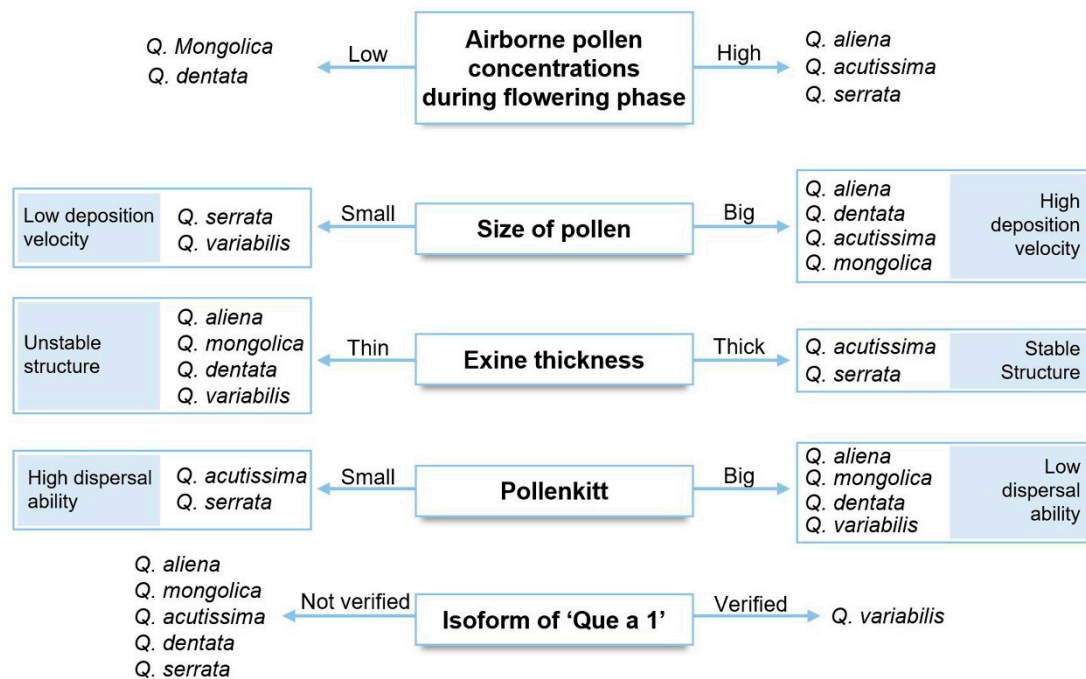 Q. Mongolica
Q. dentata
Low
Airborne pollen
concentrations
during flowering phase
High
Q. aliena
Q. acutissima
Q. serrata
Low deposition
velocity
Q. serrata
Q. variabilis
Small
Size of pollen
Big
Q. aliena
Q. dentata
Q. acutissima
Q. mongolica
High
deposition
velocity
Unstable
structure
Q. aliena
Q. mongolica
Q. dentata
Q. variabilis
Thin
Exine thickness
Thick
Q. acutissima
Q. serrata
Stable
Structure
High dispersal
ability
Q. acutissima
Q. serrata
Small
Pollenkitt
Big
Q. aliena
Q. mongolica
Q. dentata
Q. variabilis
Low
dispersal
ability
Q. aliena
Q. mongolica
Q. acutissima
Q. dentata
Q. serrata
Not verified
Isoform of ‘Que a 1’
Verified
Q. variabilis